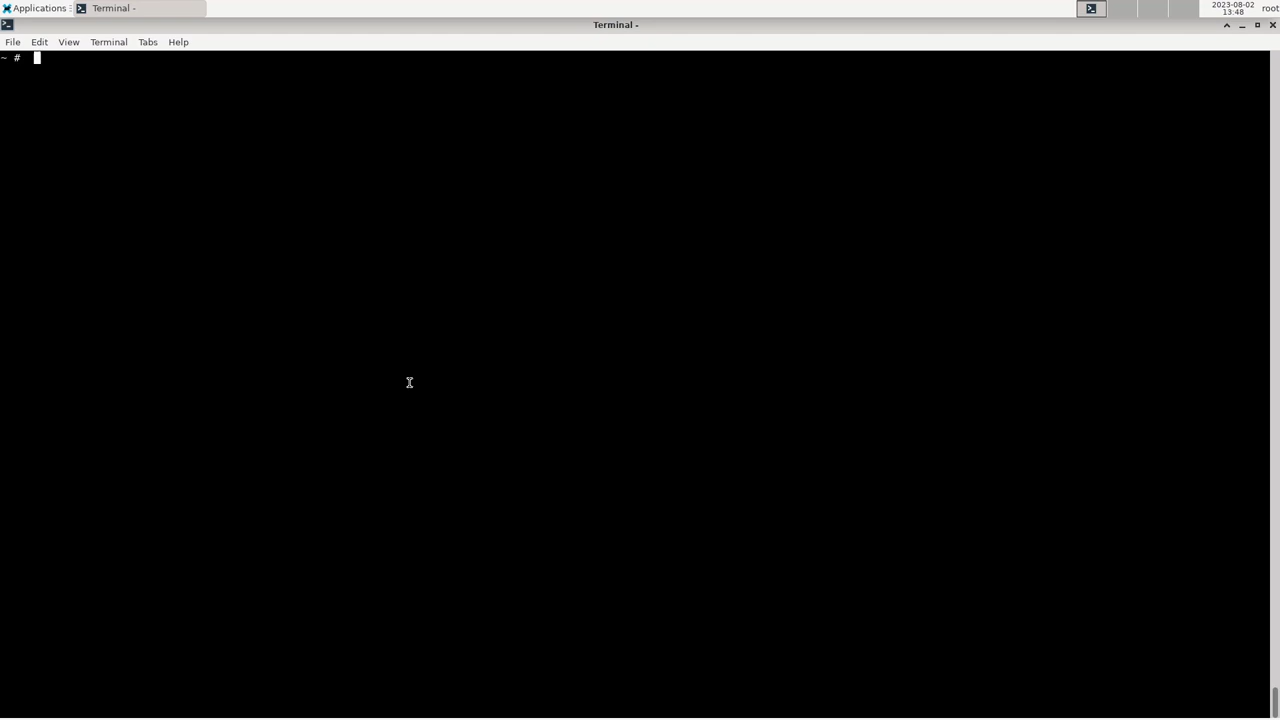 Applications
Terminal -
2023-08-02
13:48
root
Terminal -
File Edit View Terminal Tabs Help
~ #